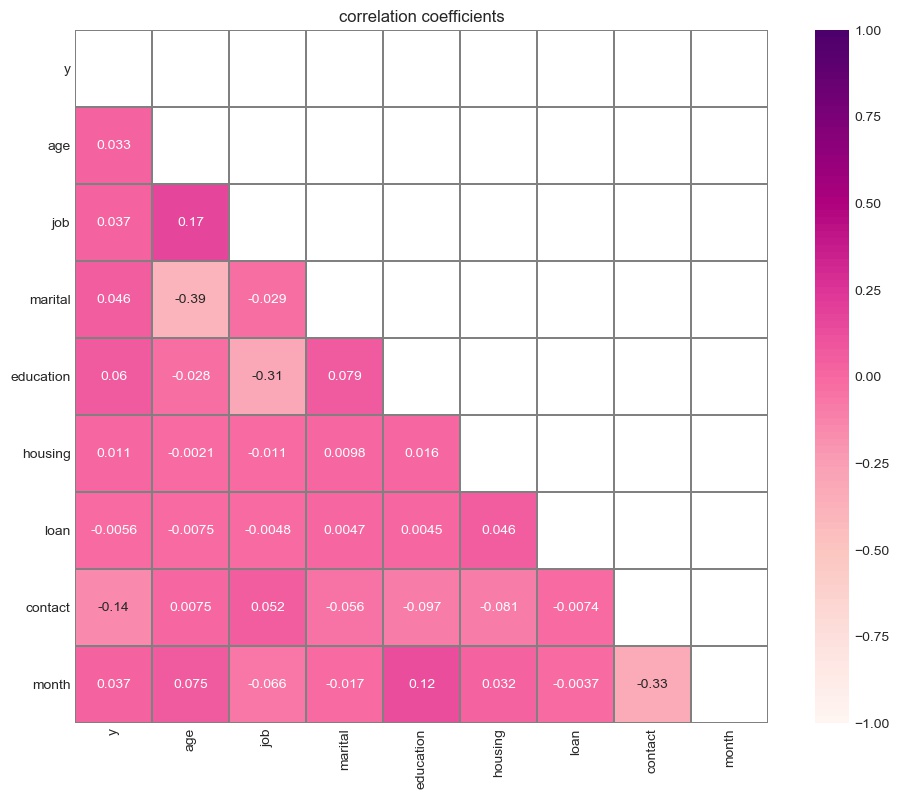 correlation coefficients
y
age 0.033
job 0.037 0.17
marital 0.046 -0.39 -0.029
education 0.06 -0.028 -0.31 0.079
housing 0.011 -0.0021 -0.011 0.0098 0.016
loan -0.0056 -0.0075 -0.0048 0.0047 0.0045 0.046
contact -0.14 0.0075 0.052 -0.056 -0.097 -0.081 -0.0074
month 0.037 0.075 -0.066 -0.017 0.12 0.032 -0.0037 -0.33
y age job marital education housing loan contact month
1.00
0.75
0.50
0.25
0.00
−0.25
−0.50
−0.75
−1.00